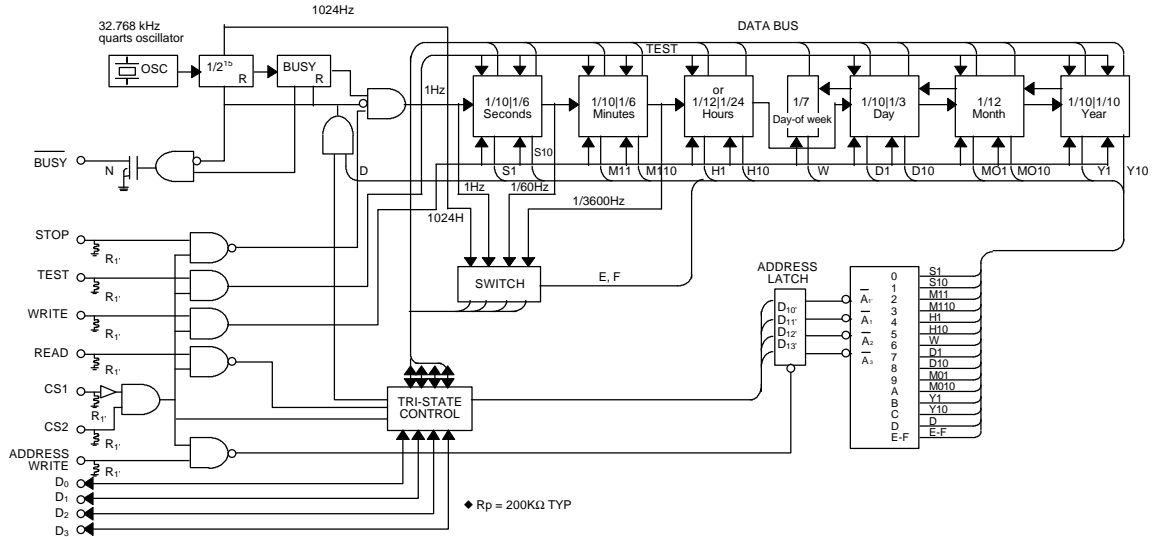 1024Hz
32.768 kHz
quarts oscillator
DATA BUS
TEST
OSC
1/2¹⁵
R
BUSY
R
1Hz
1/10|1/6
Seconds
1/10|1/6
Minutes
or
1/12|1/24
Hours
1/7
Day-of week
1/10|1/3
Day
1/12
Month
1/10|1/10
Year
BUSY
N
D
S1
S10
M11
M110
H1
H10
W
D1
D10
MO1
MO10
Y1
Y10
1Hz
1/60Hz
1/3600Hz
1024H
STOP
R1'
TEST
R1'
WRITE
R1'
READ
R1'
CS1
R1'
CS2
R1'
ADDRESS
WRITE
R1'
SWITCH
E, F
TRI-STATE
CONTROL
ADDRESS
LATCH
D10'
D11'
D12'
D13'
A1'
A1
A2
A3
0 S1
1 S10
2 M11
3 M110
4 H1
5 H10
6 W
7 D1
8 D10
9 M01
A M010
B Y1
C Y10
D D
E-F E-F
D0
D1
D2
D3
◆ Rp = 200KΩ TYP